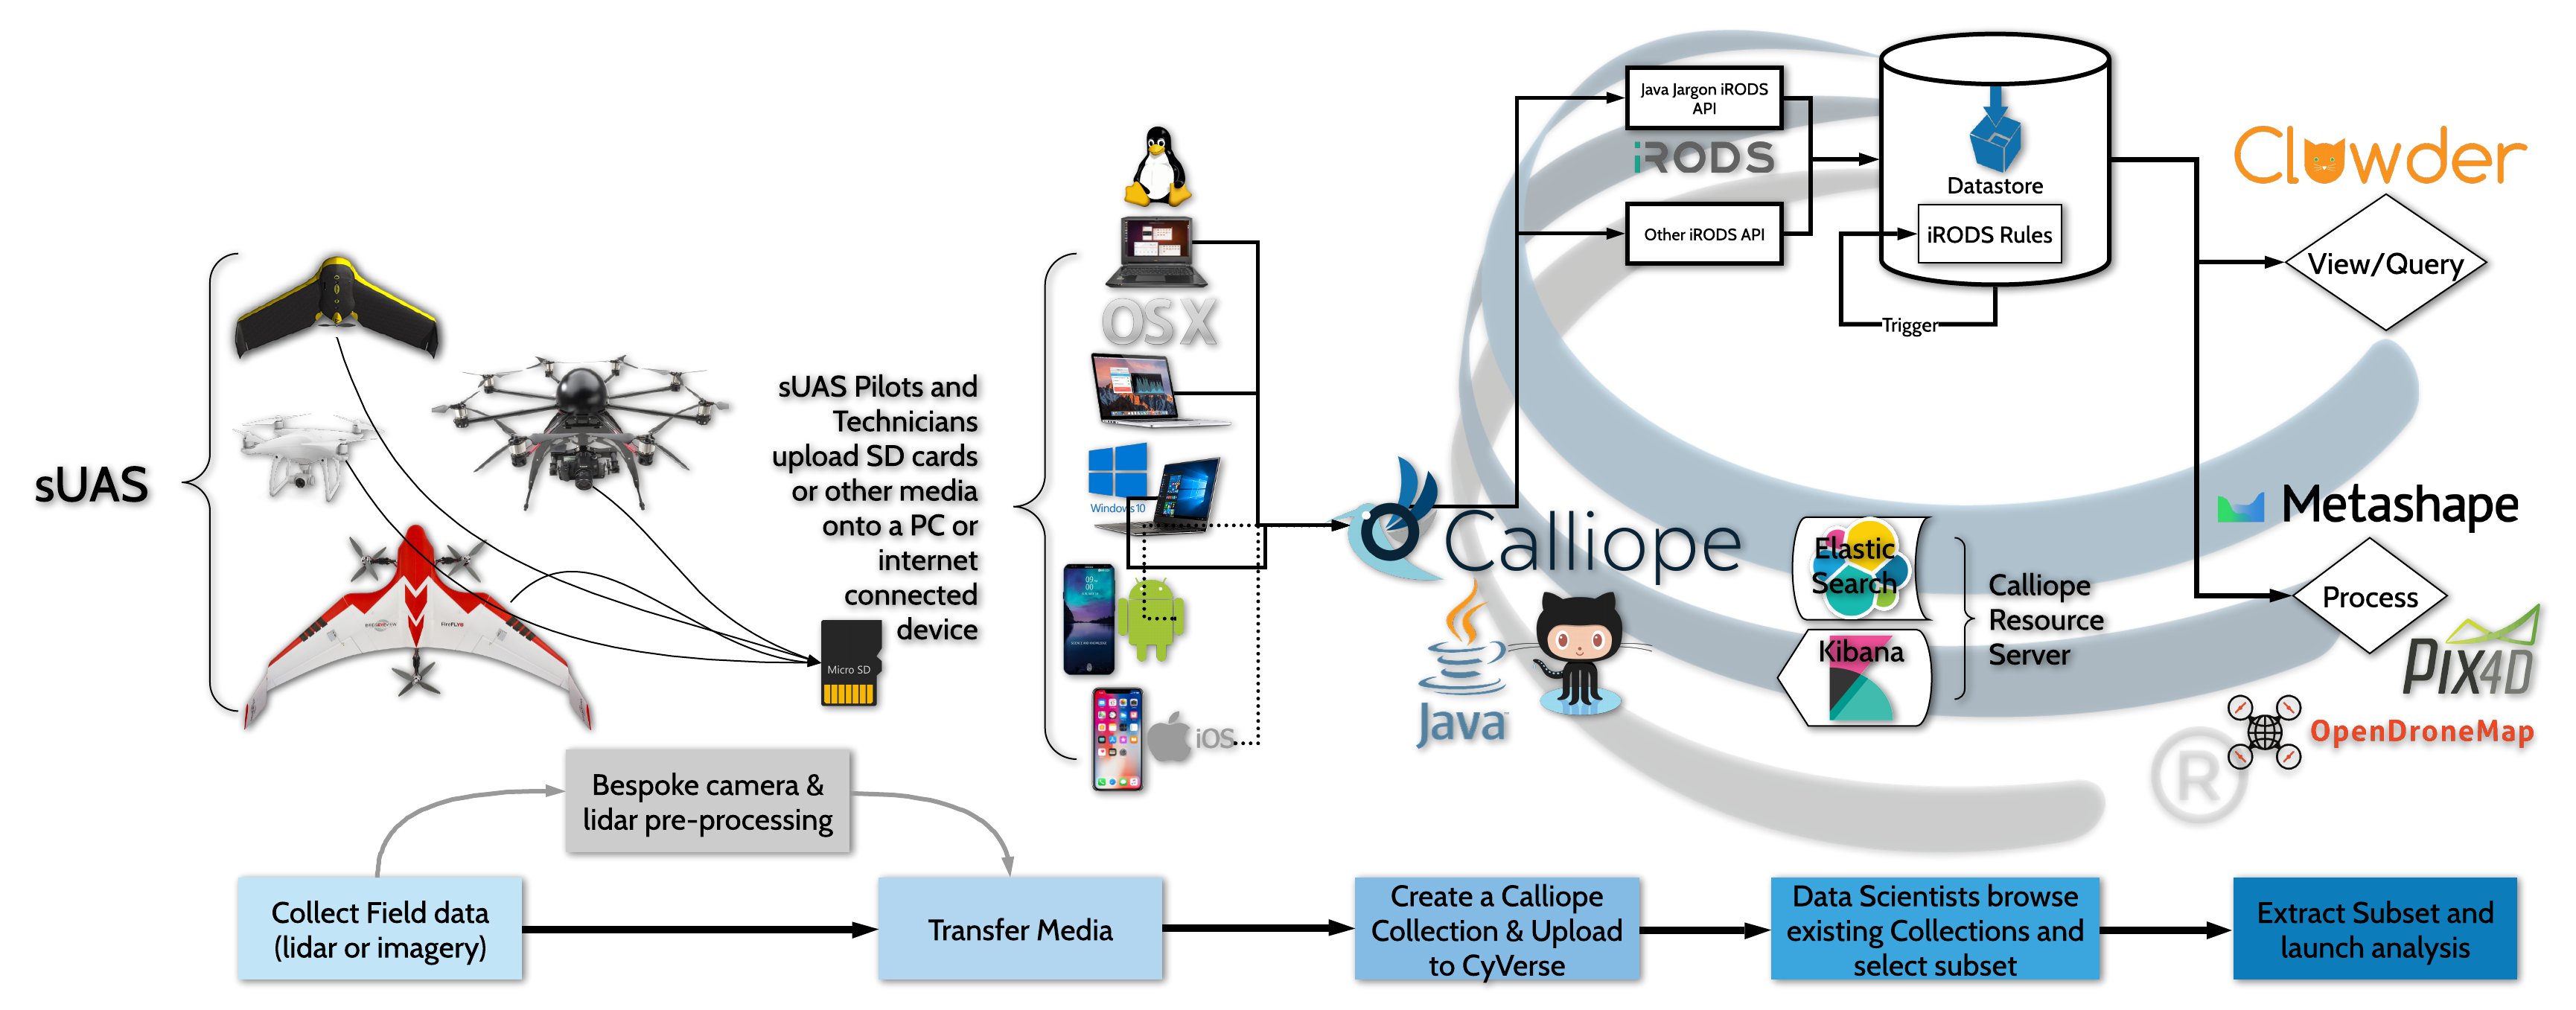 sUAS
Micro SD
sUAS Pilots and
Technicians
upload SD cards
or other media
onto a PC or
internet
connected
device
OS X
Windows 10
iOS
Calliope
Java
Java Jargon iRODS
API
iRODS
Other iRODS API
Datastore
iRODS Rules
Trigger
Clowder
View/Query
Metashape
Process
PIX4D
OpenDroneMap
®
Elastic
Search
Kibana
Calliope
Resource
Server
Bespoke camera &
lidar pre-processing
Collect Field data
(lidar or imagery)
Transfer Media
Create a Calliope
Collection & Upload
to CyVerse
Data Scientists browse
existing Collections and
select subset
Extract Subset and
launch analysis